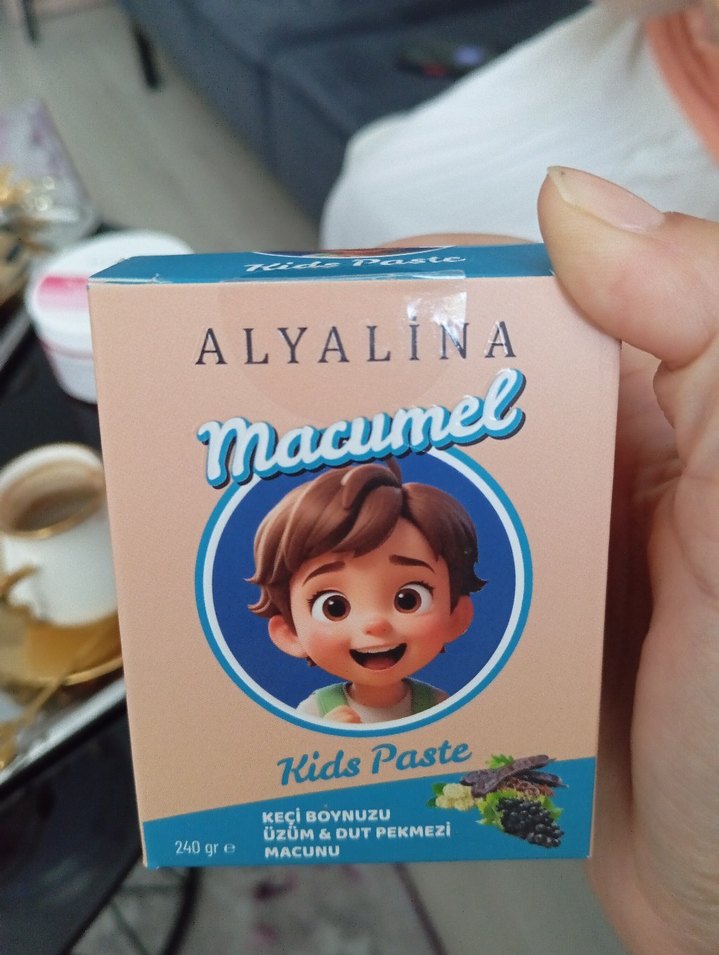 Kids Paste
ALYALİNA
Macumel
Kids Paste
KEÇİ BOYNUZU
ÜZÜM & DUT PEKMEZİ
MACUNU
240 gr ℮